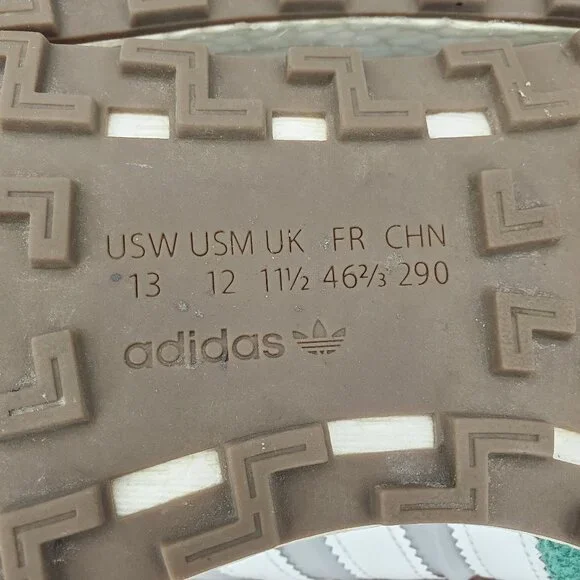 USW USM UK FR CHN
13 12 11½ 46⅔ 290
adidas